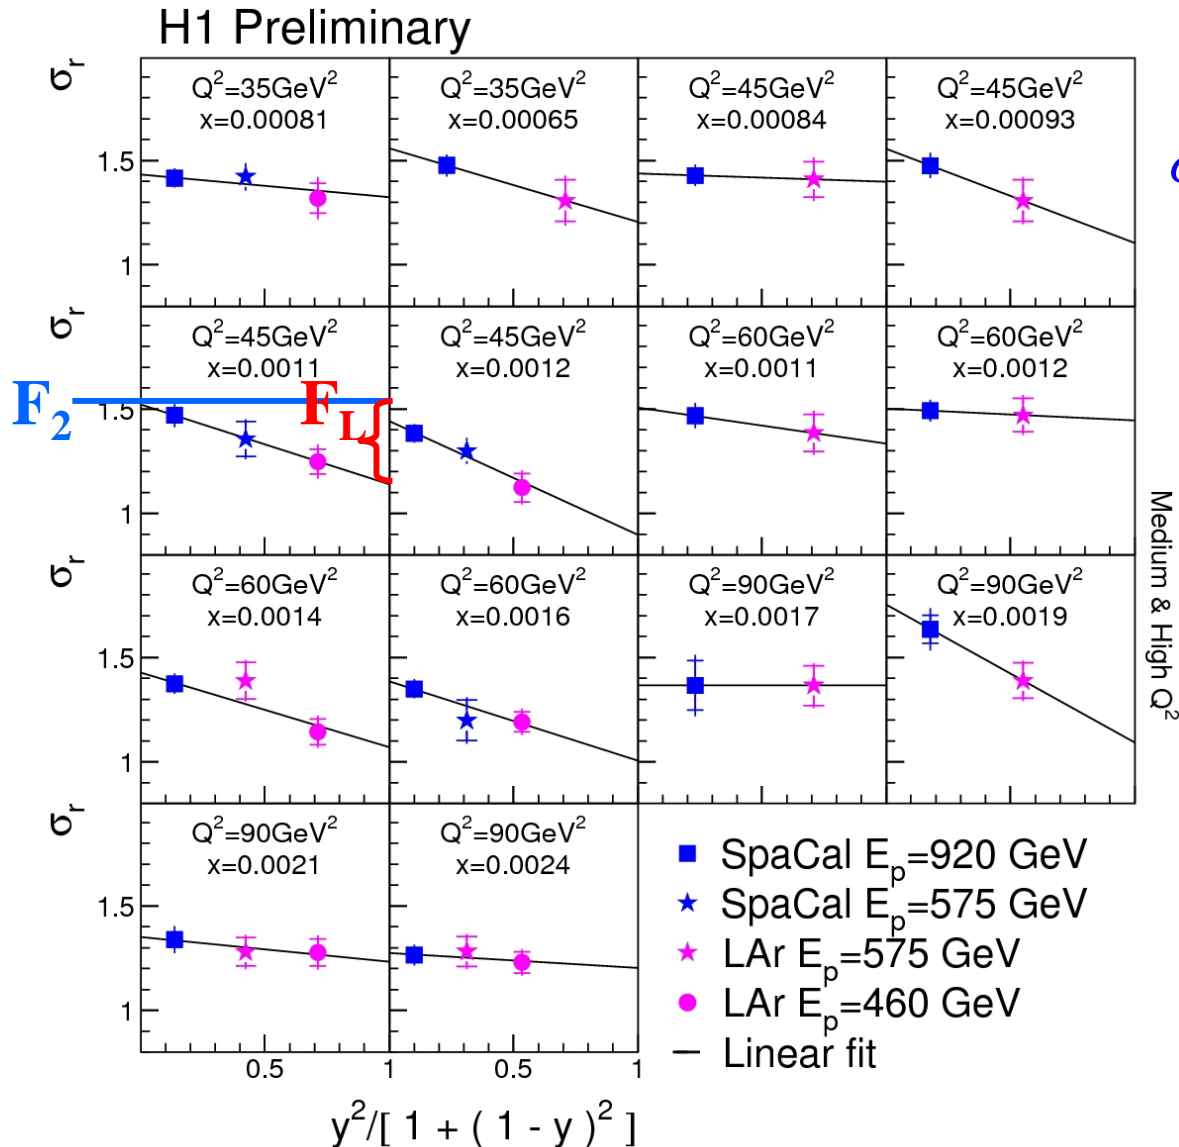 H1 Preliminary
σr
Q²=35GeV²
x=0.00081
Q²=35GeV²
x=0.00065
Q²=45GeV²
x=0.00084
Q²=45GeV²
x=0.00093
1.5
1
σr
Q²=45GeV²
x=0.0011
Q²=45GeV²
x=0.0012
Q²=60GeV²
x=0.0011
Q²=60GeV²
x=0.0012
F₂
F_L
1.5
1
σr
Q²=60GeV²
x=0.0014
Q²=60GeV²
x=0.0016
Q²=90GeV²
x=0.0017
Q²=90GeV²
x=0.0019
1.5
1
Medium & High Q²
σr
Q²=90GeV²
x=0.0021
Q²=90GeV²
x=0.0024
1.5
1
SpaCal E_p=920 GeV
SpaCal E_p=575 GeV
LAr E_p=575 GeV
LAr E_p=460 GeV
Linear fit
0.5 1 0.5 1
y²/[ 1 + ( 1 - y )² ]